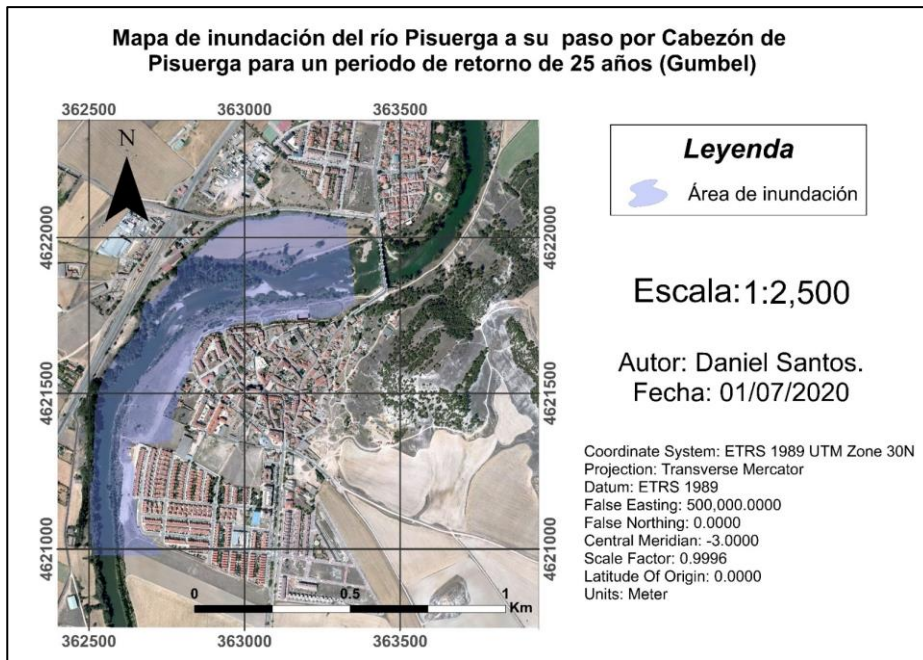 Mapa de inundación del río Pisuerga a su paso por Cabezón de
Pisuerga para un periodo de retorno de 25 años (Gumbel)
362500 363000 363500
N
4622000 4622000
4621500 4621500
4621000 4621000
0 0.5 1
Km
362500 363000 363500
Leyenda
Área de inundación
Escala:1:2,500
Autor: Daniel Santos.
Fecha: 01/07/2020
Coordinate System: ETRS 1989 UTM Zone 30N
Projection: Transverse Mercator
Datum: ETRS 1989
False Easting: 500,000.0000
False Northing: 0.0000
Central Meridian: -3.0000
Scale Factor: 0.9996
Latitude Of Origin: 0.0000
Units: Meter